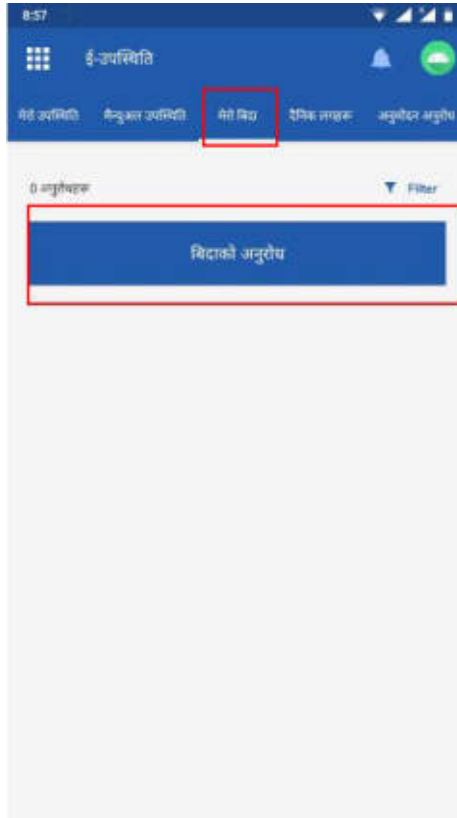 8:57
ई-उपस्थिति
मेरो उपस्थिति मैन्युअल उपस्थिति मेरो बिदा दैनिक लगहरू अनुमोदन अनुरोध
0 अनुरोधहरू Filter
बिदाको अनुरोध